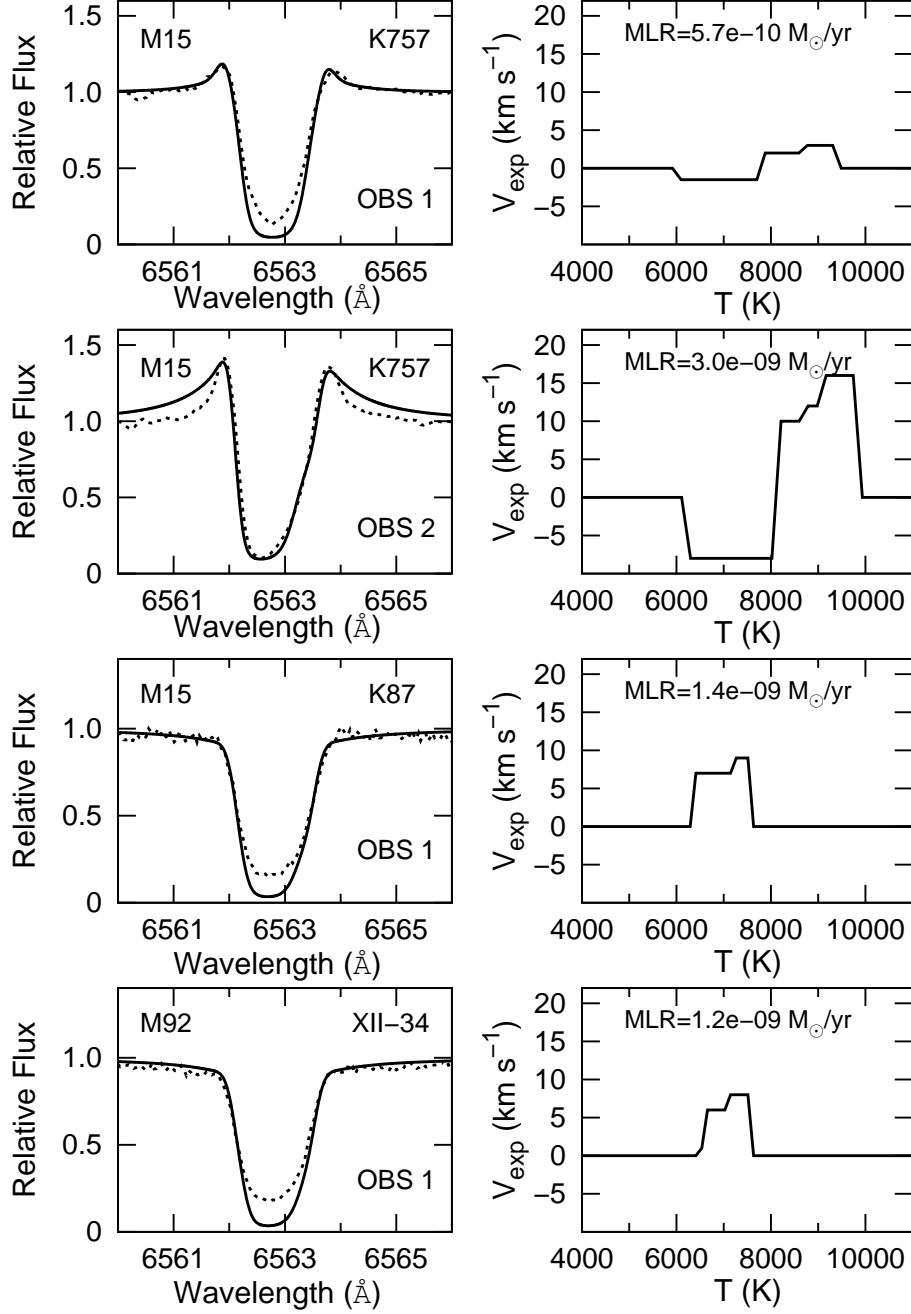 1.5
1.0
0.5
0
Relative Flux
M15 K757
OBS 1
6561 6563 6565
Wavelength (Å)
20
15
10
5
0
−5
V_exp (km s⁻¹)
MLR=5.7e−10 M☉/yr
4000 6000 8000 10000
T (K)
1.5
1.0
0.5
0
Relative Flux
M15 K757
OBS 2
6561 6563 6565
Wavelength (Å)
20
15
10
5
0
−5
V_exp (km s⁻¹)
MLR=3.0e−09 M☉/yr
4000 6000 8000 10000
T (K)
1.0
0.5
0
Relative Flux
M15 K87
OBS 1
6561 6563 6565
Wavelength (Å)
20
15
10
5
0
−5
V_exp (km s⁻¹)
MLR=1.4e−09 M☉/yr
4000 6000 8000 10000
T (K)
1.0
0.5
0
Relative Flux
M92 XII−34
OBS 1
6561 6563 6565
Wavelength (Å)
20
15
10
5
0
−5
V_exp (km s⁻¹)
MLR=1.2e−09 M☉/yr
4000 6000 8000 10000
T (K)